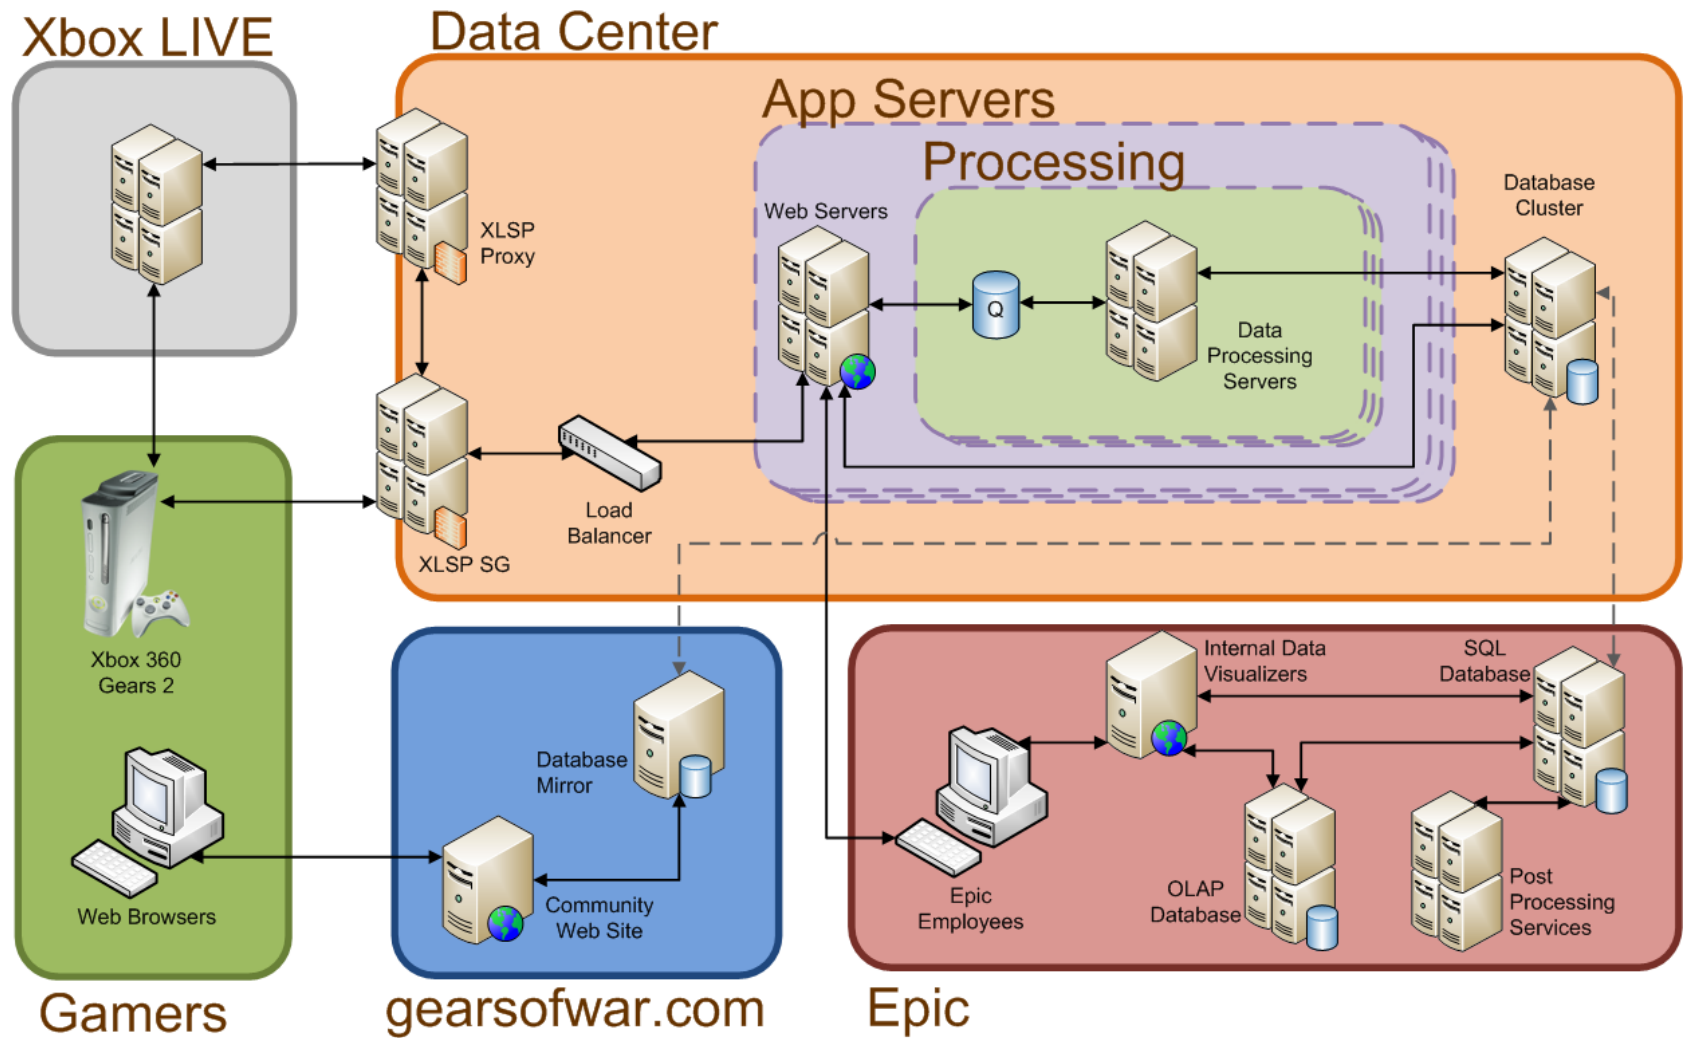 Xbox LIVE
Data Center
App Servers
Processing
Web Servers
Database
Cluster
XLSP
Proxy
Q
Data
Processing
Servers
Load
Balancer
XLSP SG
Xbox 360
Gears 2
Web Browsers
Gamers
Database
Mirror
Community
Web Site
gearsofwar.com
Internal Data
Visualizers
SQL
Database
Epic
Employees
OLAP
Database
Post
Processing
Services
Epic